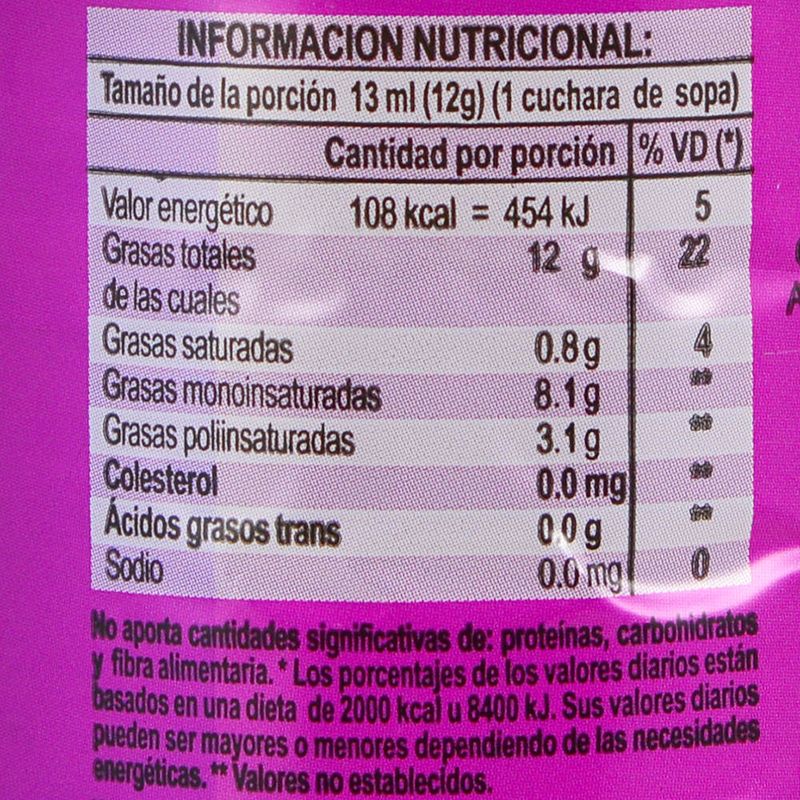 INFORMACION NUTRICIONAL:
Tamaño de la porción 13 ml (12g) (1 cuchara de sopa)
Cantidad por porción % VD (*)
Valor energético 108 kcal = 454 kJ 5
Grasas totales 12 g 22
de las cuales
Grasas saturadas 0.8 g 4
Grasas monoinsaturadas 8.1 g **
Grasas poliinsaturadas 3.1 g **
Colesterol 0.0 mg **
Ácidos grasos trans 0.0 g **
Sodio 0.0 mg 0
No aporta cantidades significativas de: proteínas, carbohidratos
y fibra alimentaria. * Los porcentajes de los valores diarios están
basados en una dieta de 2000 kcal u 8400 kJ. Sus valores diarios
pueden ser mayores o menores dependiendo de las necesidades
energéticas. ** Valores no establecidos.